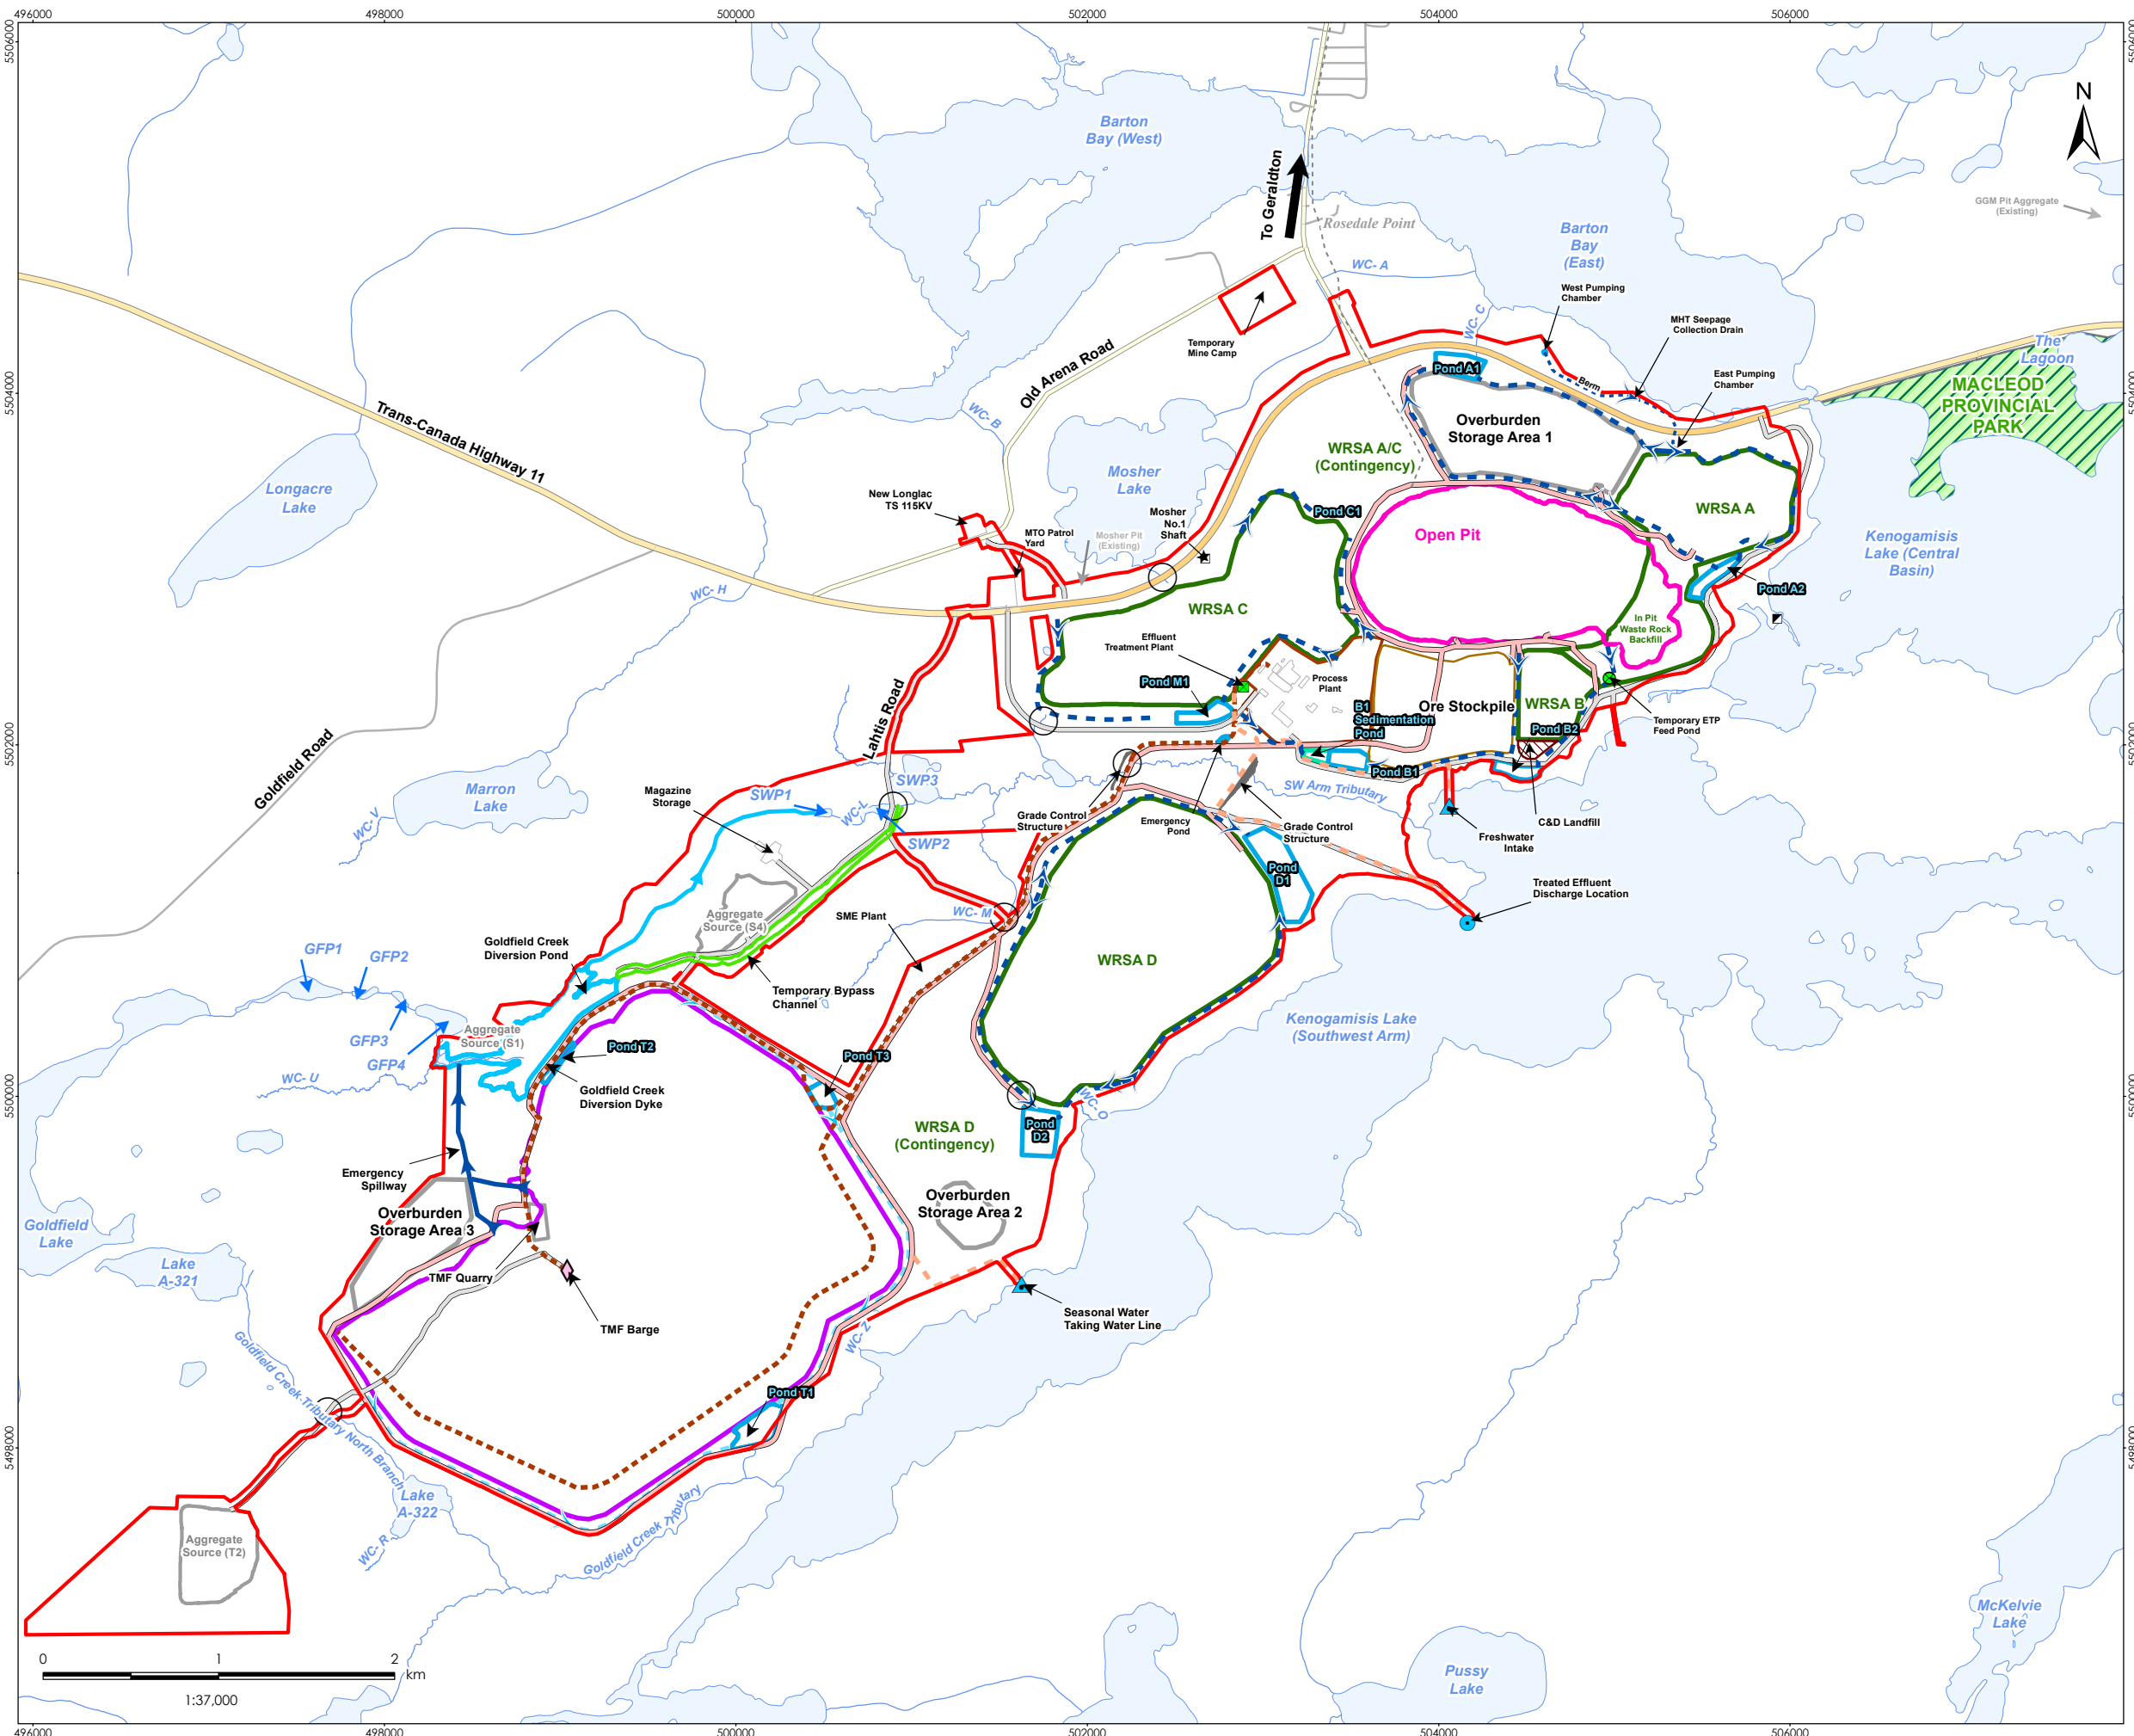 496000
498000
500000
502000
504000
506000
5506000
5506000
N
Barton
Bay (West)
To Geraldton
Rosedale Point
GGM Pit Aggregate
(Existing)
Barton
Bay
(East)
WC- A
West Pumping
Chamber
WC- C
MHT Seepage
Collection Drain
Temporary
Mine Camp
The
Lagoon
Old Arena Road
Pond A1
East Pumping
Chamber
Berm
MACLEOD
PROVINCIAL
PARK
5504000
5504000
Trans-Canada Highway 11
WC- B
Overburden
Storage Area 1
WRSA A/C
(Contingency)
Longacre
Lake
Mosher
Lake
New Longlac
TS 115KV
Mosher
No.1
Shaft
Pond C1
WRSA A
MTO Patrol
Yard
Mosher Pit
(Existing)
Open Pit
Kenogamisis
Lake (Central
Basin)
WC- H
WRSA C
Pond A2
In Pit
Waste Rock
Backfill
Effluent
Treatment Plant
Pond M1
Process
Plant
Lahtis Road
B1
Sedimentation
Pond
Ore Stockpile
WRSA B
Temporary ETP
Feed Pond
Pond B2
5502000
5502000
Goldfield Road
Pond B1
SWP3
SWP1
Magazine
Storage
Marron
Lake
WC-L
SW Arm Tributary
WC- V
Grade Control
Structure
Emergency
Pond
Grade Control
Structure
C&D Landfill
Freshwater
Intake
SWP2
Pond
D1
Treated Effluent
Discharge Location
WC- M
SME Plant
Aggregate
Source (S4)
GFP1
GFP2
Goldfield Creek
Diversion Pond
WRSA D
Temporary Bypass
Channel
Kenogamisis Lake
(Southwest Arm)
GFP3
Aggregate
Source (S1)
GFP4
Pond T2
Pond T3
WC- U
Goldfield Creek
Diversion Dyke
WC- O
5500000
5500000
Pond
D2
WRSA D
(Contingency)
Emergency
Spillway
Overburden
Storage Area 2
Overburden
Storage Area 3
Goldfield
Lake
Lake
A-321
TMF Quarry
TMF Barge
Seasonal Water
Taking Water Line
WC- Z
Goldfield Creek Tributary North Branch
Pond T1
5498000
5498000
Lake
A-322
Goldfield Creek Tributary
WC- R
Aggregate
Source (T2)
McKelvie
Lake
Pussy
Lake
0
1
2
km
1:37,000
496000
498000
500000
502000
504000
506000